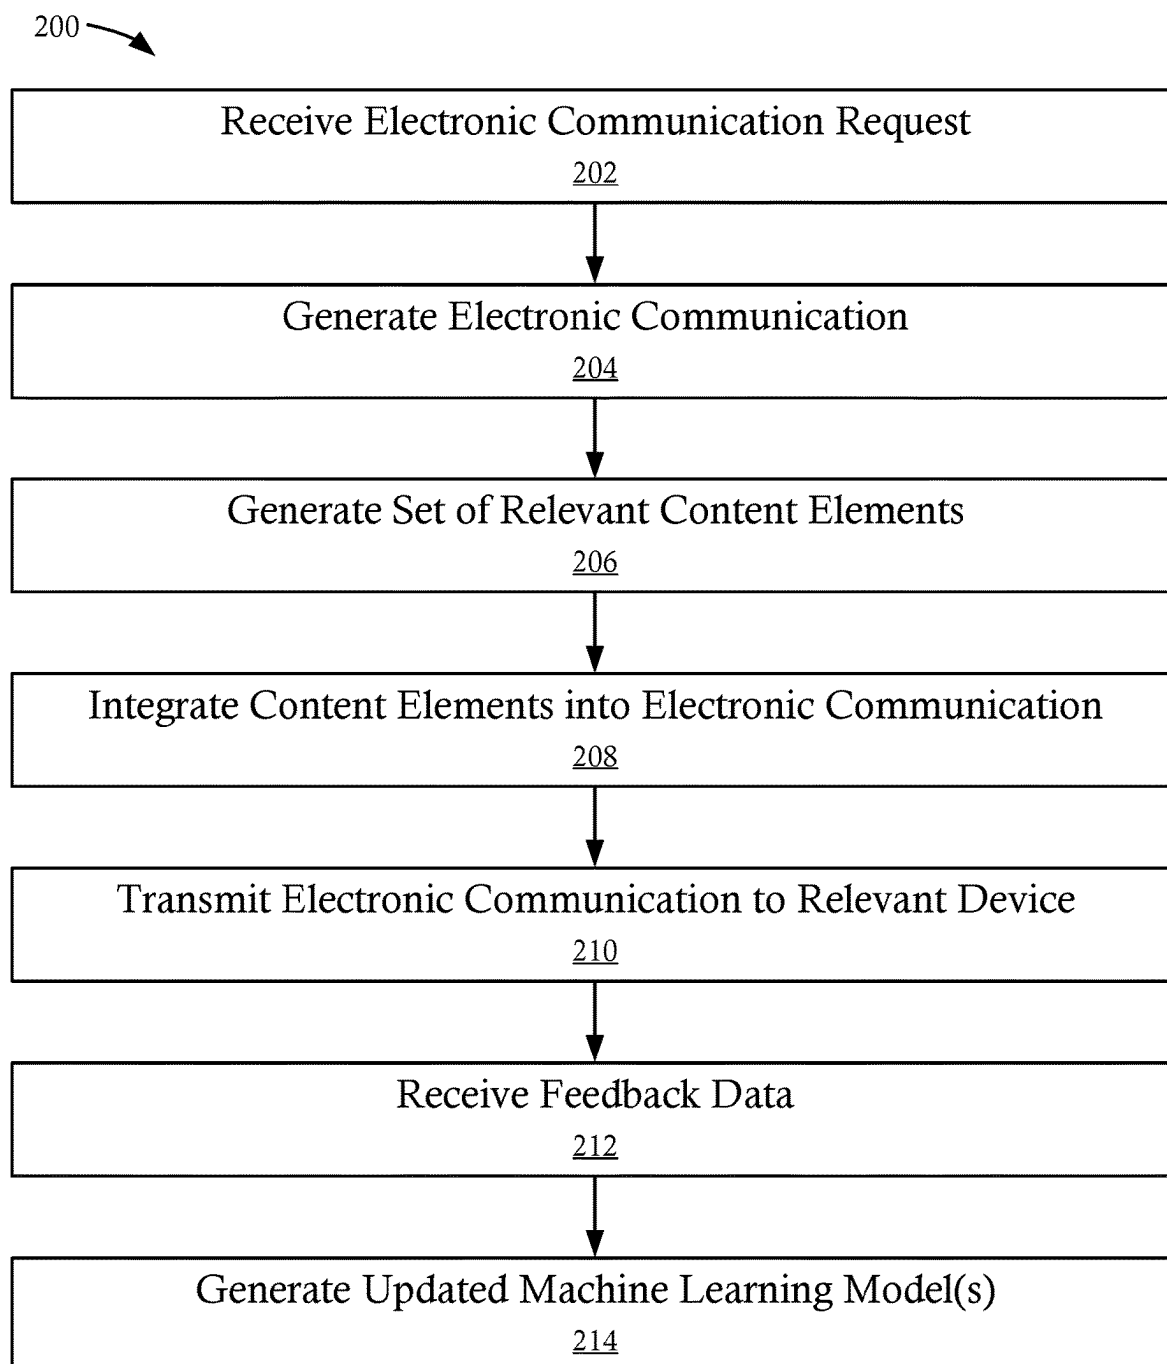 200
Receive Electronic Communication Request
202
Generate Electronic Communication
204
Generate Set of Relevant Content Elements
206
Integrate Content Elements into Electronic Communication
208
Transmit Electronic Communication to Relevant Device
210
Receive Feedback Data
212
Generate Updated Machine Learning Model(s)
214